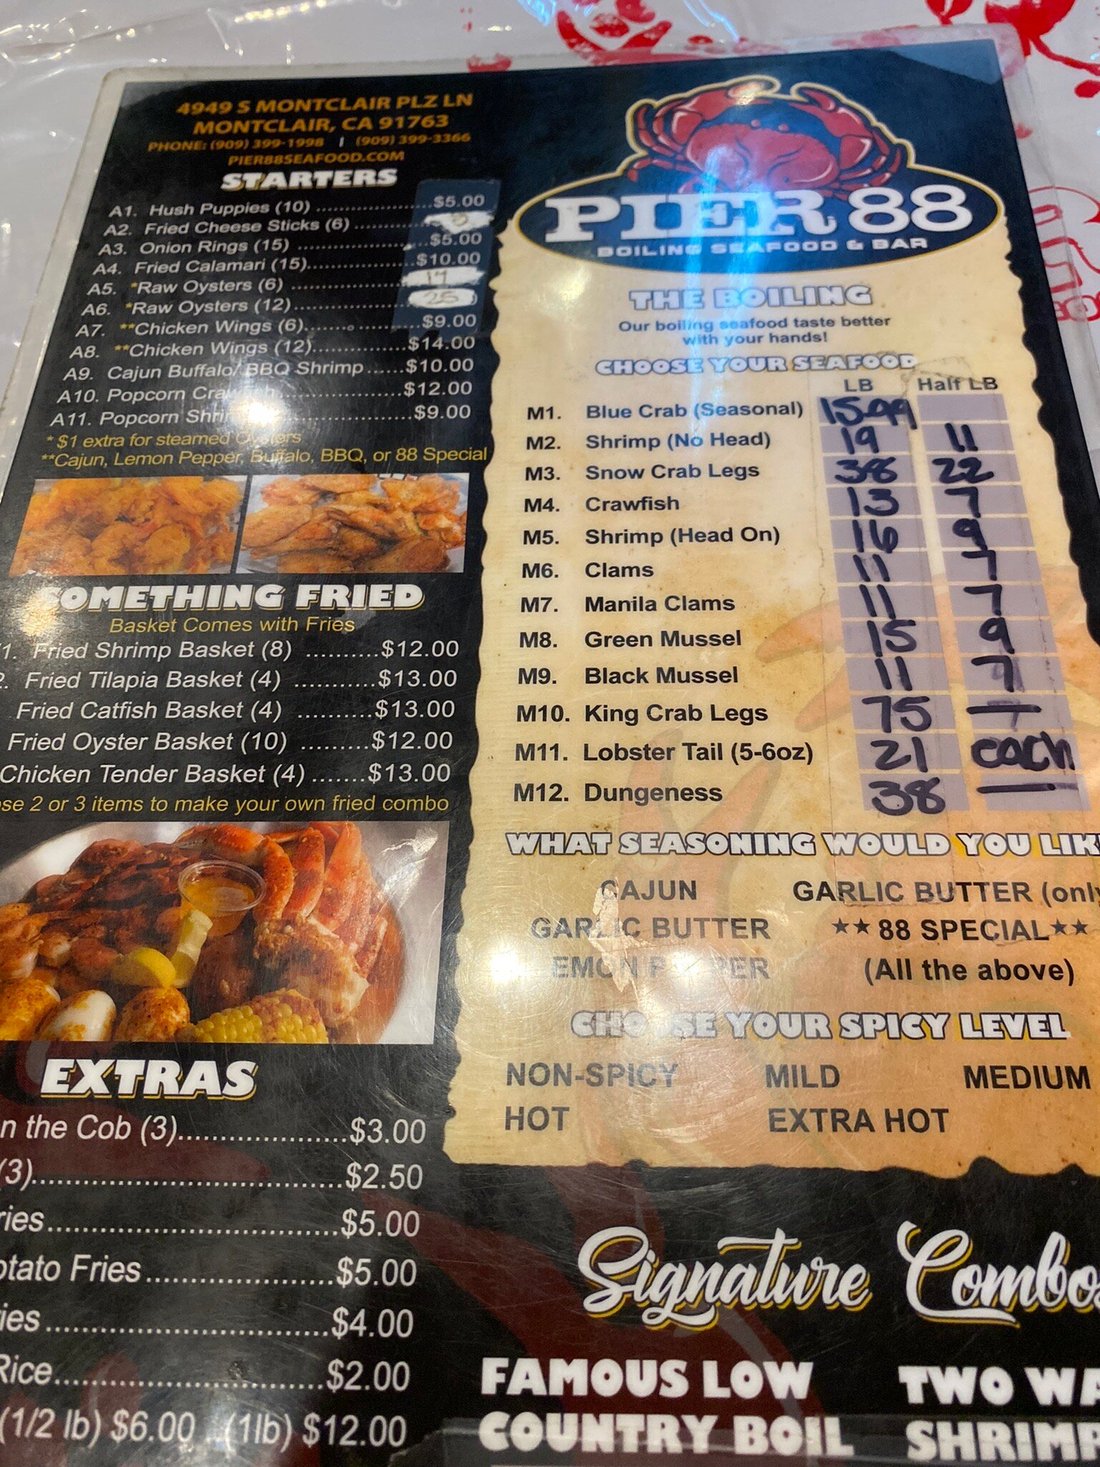 4949 S MONTCLAIR PLZ LN
MONTCLAIR, CA 91763
PHONE: (909) 399-1998 | (909) 399-3366
PIER88SEAFOOD.COM
STARTERS
A1. Hush Puppies (10) $5.00
A2. Fried Cheese Sticks (6)
A3. Onion Rings (15) $5.00
A4. Fried Calamari (15) $10.00
A5. *Raw Oysters (6)
A6. *Raw Oysters (12) 25
A7. **Chicken Wings (6) $9.00
A8. **Chicken Wings (12) $14.00
A9. Cajun Buffalo/ BBQ Shrimp $10.00
A10. Popcorn $12.00
A11. Popcorn $9.00
* $1 extra for steamed Oysters
**Cajun, Lemon Pepper, Buffalo, BBQ, or 88 Special
SOMETHING FRIED
Basket Comes with Fries
1. Fried Shrimp Basket (8) $12.00
2. Fried Tilapia Basket (4) $13.00
Fried Catfish Basket (4) $13.00
Fried Oyster Basket (10) $12.00
Chicken Tender Basket (4) $13.00
se 2 or 3 items to make your own fried combo
EXTRAS
n the Cob (3) $3.00
(3) $2.50
ries $5.00
otato Fries $5.00
ies $4.00
Rice $2.00
(1/2 lb) $6.00 (1lb) $12.00
PIER 88
BOILING SEAFOOD & BAR
THE BOILING
Our boiling seafood taste better
with your hands!
CHOOSE YOUR SEAFOOD
LB Half LB
M1. Blue Crab (Seasonal) 15.99
M2. Shrimp (No Head) 19 11
M3. Snow Crab Legs 38 22
M4. Crawfish 13 7
M5. Shrimp (Head On) 16 9
M6. Clams 11 7
M7. Manila Clams 11 7
M8. Green Mussel 15 9
M9. Black Mussel 11 7
M10. King Crab Legs 75 —
M11. Lobster Tail (5-6oz) 21 each
M12. Dungeness 38 —
WHAT SEASONING WOULD YOU LIK
CAJUN GARLIC BUTTER (only
GARLIC BUTTER ★★88 SPECIAL★★
EMON PEPPER (All the above)
CHOOSE YOUR SPICY LEVEL
NON-SPICY MILD MEDIUM
HOT EXTRA HOT
Signature Combos
FAMOUS LOW
COUNTRY BOIL
TWO WA
SHRIMP